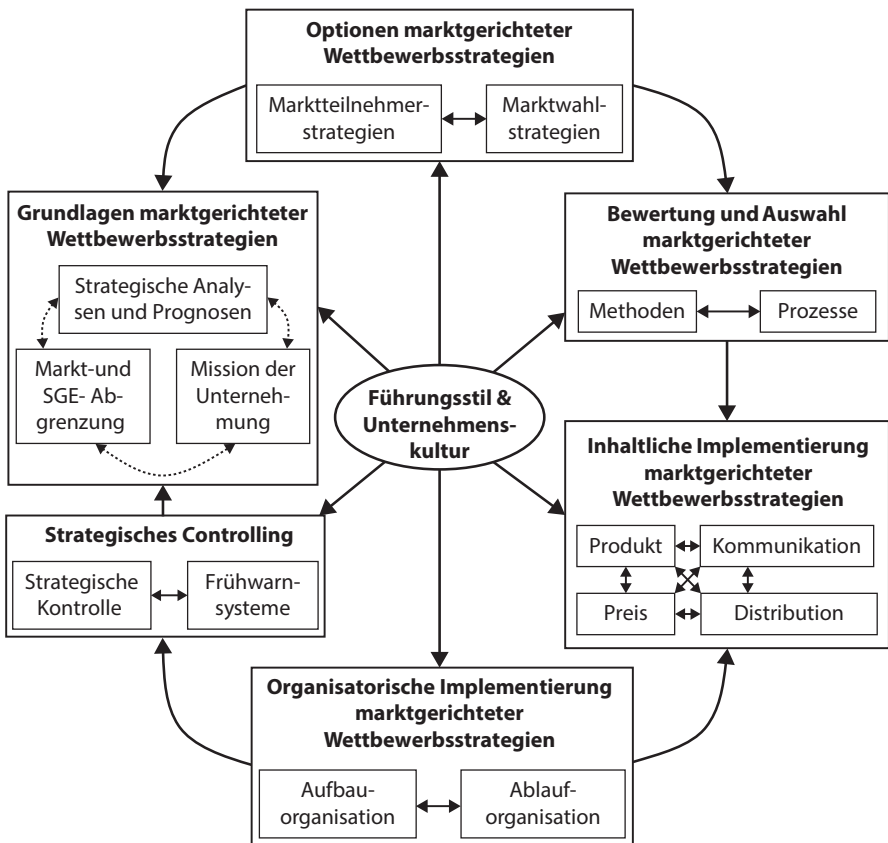 Optionen marktgerichteter
Wettbewerbsstrategien
Marktteilnehmer-
strategien
Marktwahl-
strategien
Grundlagen marktgerichteter
Wettbewerbsstrategien
Strategische Analy-
sen und Prognosen
Markt-und
SGE- Ab-
grenzung
Mission der
Unterneh-
mung
Bewertung und Auswahl
marktgerichteter
Wettbewerbsstrategien
Methoden
Prozesse
Führungsstil &
Unternehmens-
kultur
Inhaltliche Implementierung
marktgerichteter
Wettbewerbsstrategien
Produkt
Kommunikation
Preis
Distribution
Strategisches Controlling
Strategische
Kontrolle
Frühwarn-
systeme
Organisatorische Implementierung
marktgerichteter
Wettbewerbsstrategien
Aufbau-
organisation
Ablauf-
organisation